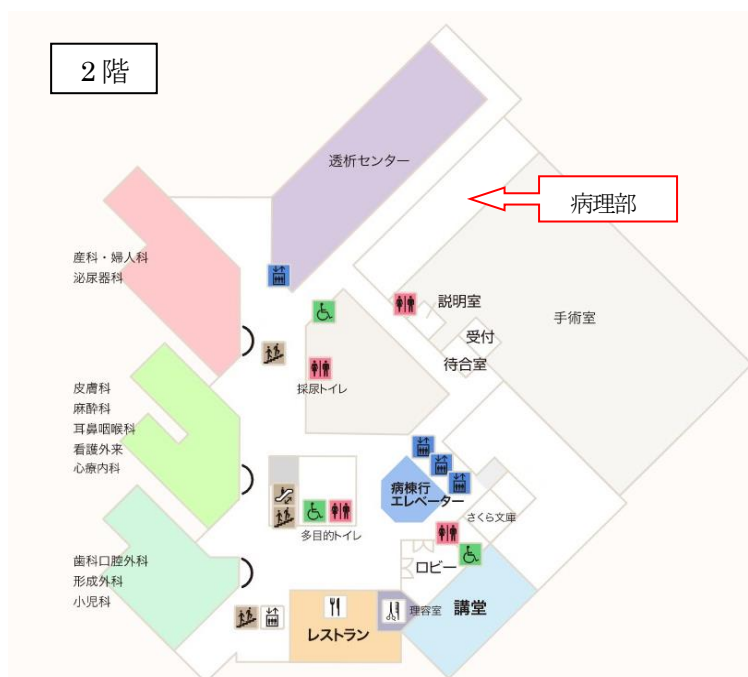 2階
透析センター
病理部
産科・婦人科
泌尿器科
説明室
手術室
受付
待合室
採尿トイレ
皮膚科
麻酔科
耳鼻咽喉科
看護外来
心療内科
病棟行
エレベーター
さくら文庫
多目的トイレ
ロビー
歯科口腔外科
形成外科
小児科
理容室
講堂
レストラン